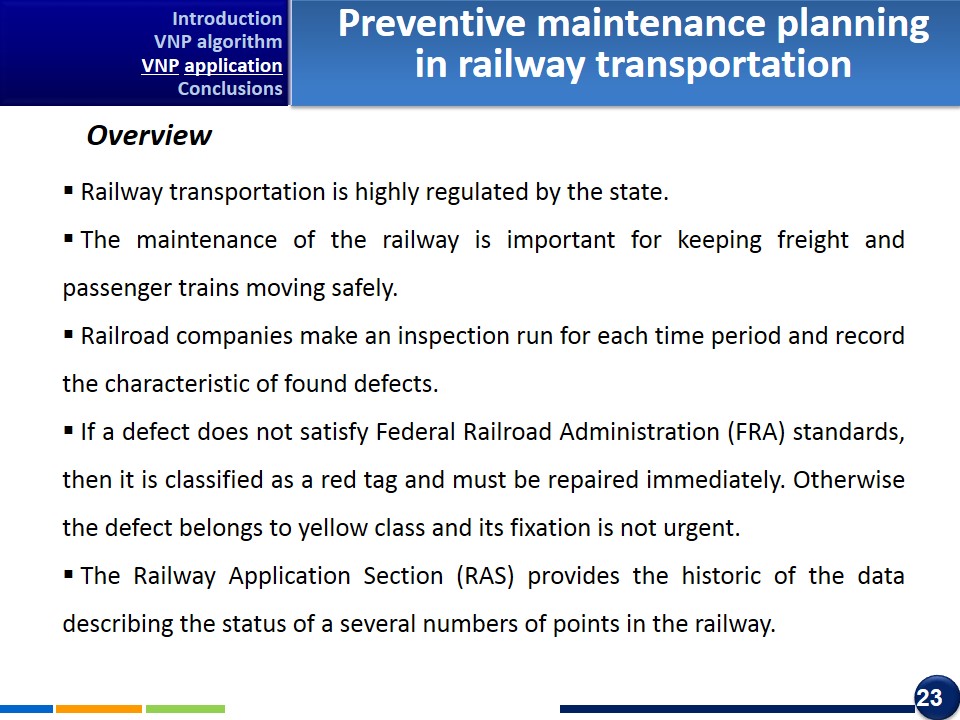 Introduction
VNP algorithm
VNP application
Conclusions
Preventive maintenance planning
in railway transportation
Overview
▪ Railway transportation is highly regulated by the state.
▪ The maintenance of the railway is important for keeping freight and
passenger trains moving safely.
▪ Railroad companies make an inspection run for each time period and record
the characteristic of found defects.
▪ If a defect does not satisfy Federal Railroad Administration (FRA) standards,
then it is classified as a red tag and must be repaired immediately. Otherwise
the defect belongs to yellow class and its fixation is not urgent.
▪ The Railway Application Section (RAS) provides the historic of the data
describing the status of a several numbers of points in the railway.
23